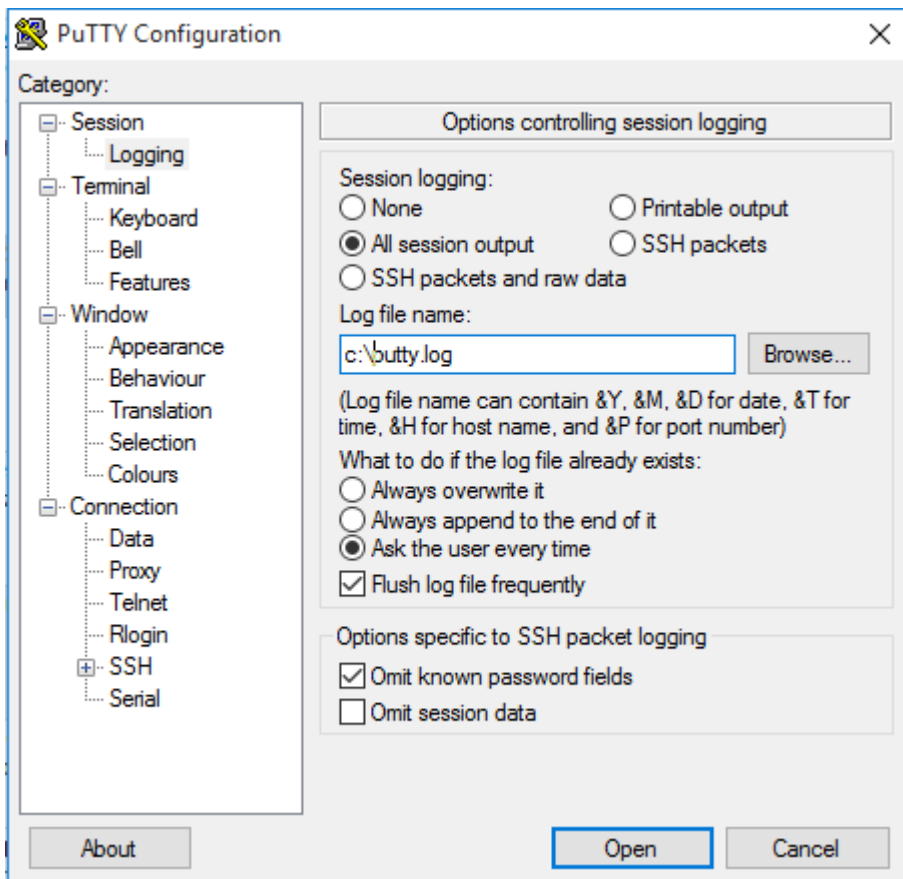 PuTTY Configuration
Category:
Session
Logging
Terminal
Keyboard
Bell
Features
Window
Appearance
Behaviour
Translation
Selection
Colours
Connection
Data
Proxy
Telnet
Rlogin
SSH
Serial
Options controlling session logging
Session logging:
None
Printable output
All session output
SSH packets
SSH packets and raw data
Log file name:
c:\putty.log
Browse...
(Log file name can contain &Y, &M, &D for date, &T for
time, &H for host name, and &P for port number)
What to do if the log file already exists:
Always overwrite it
Always append to the end of it
Ask the user every time
Flush log file frequently
Options specific to SSH packet logging
Omit known password fields
Omit session data
About
Open
Cancel